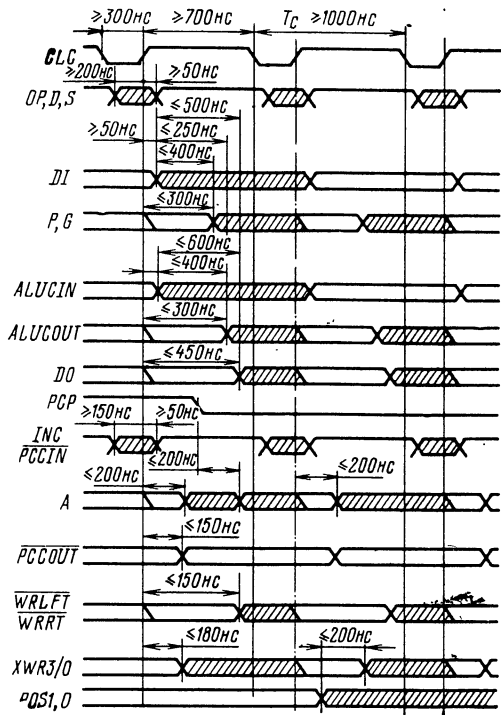 ≥300нс ≥700нс Tc ≥1000нс
CLC
≥200нс ≥50нс
OP,D,S
≤500нс
≥50нс ≤250нс
≤400нс
DI
≤300нс
P,G
≤600нс
≤400нс
ALUCIN
≤300нс
ALUCOUT
≤450нс
DO
PCP
≥150нс ≥50нс
INC
PCCIN
≤200нс ≤200нс
≤200нс
A
≤150нс
PCCOUT
≤150нс
WRLFT
WRRT
≤180нс ≤200нс
XWR3/0
POS1,0